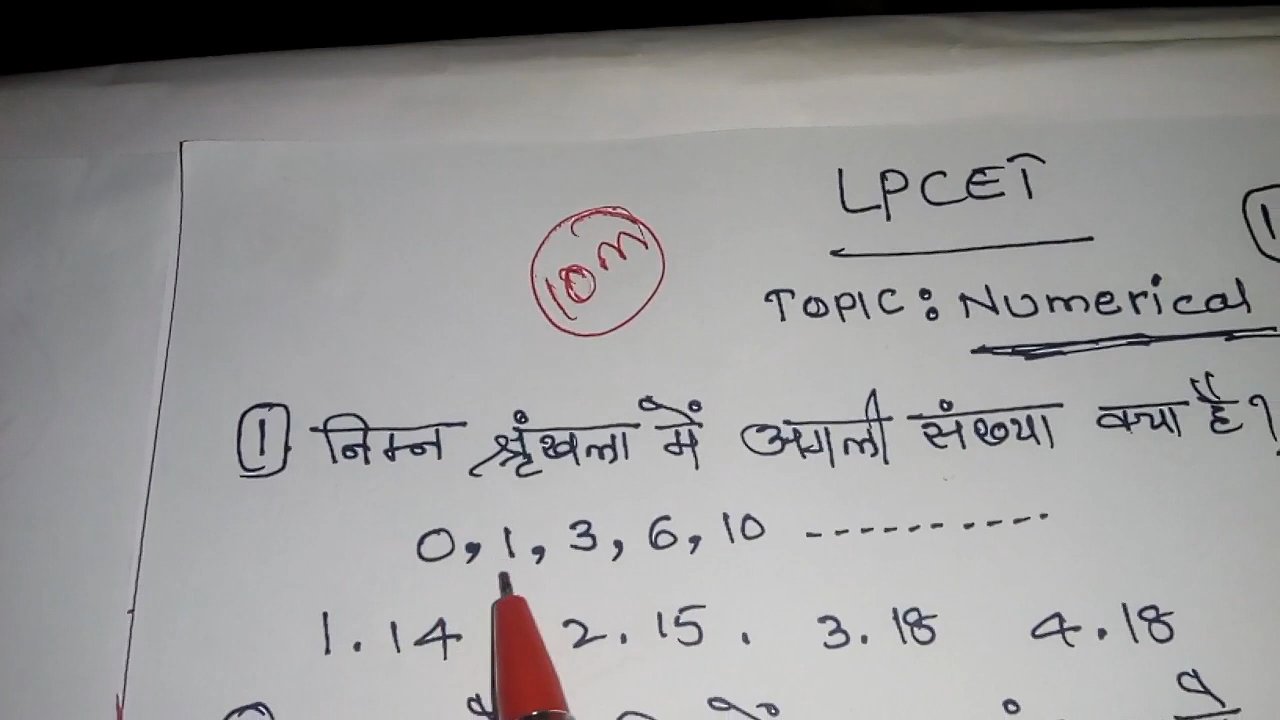 LPCET
10 m
TOPIC: Numerical
1 निम्न श्रृंखला में अगली संख्या क्या है?
0, 1, 3, 6, 10 ----------
1. 14 2. 15. 3. 18 4. 18